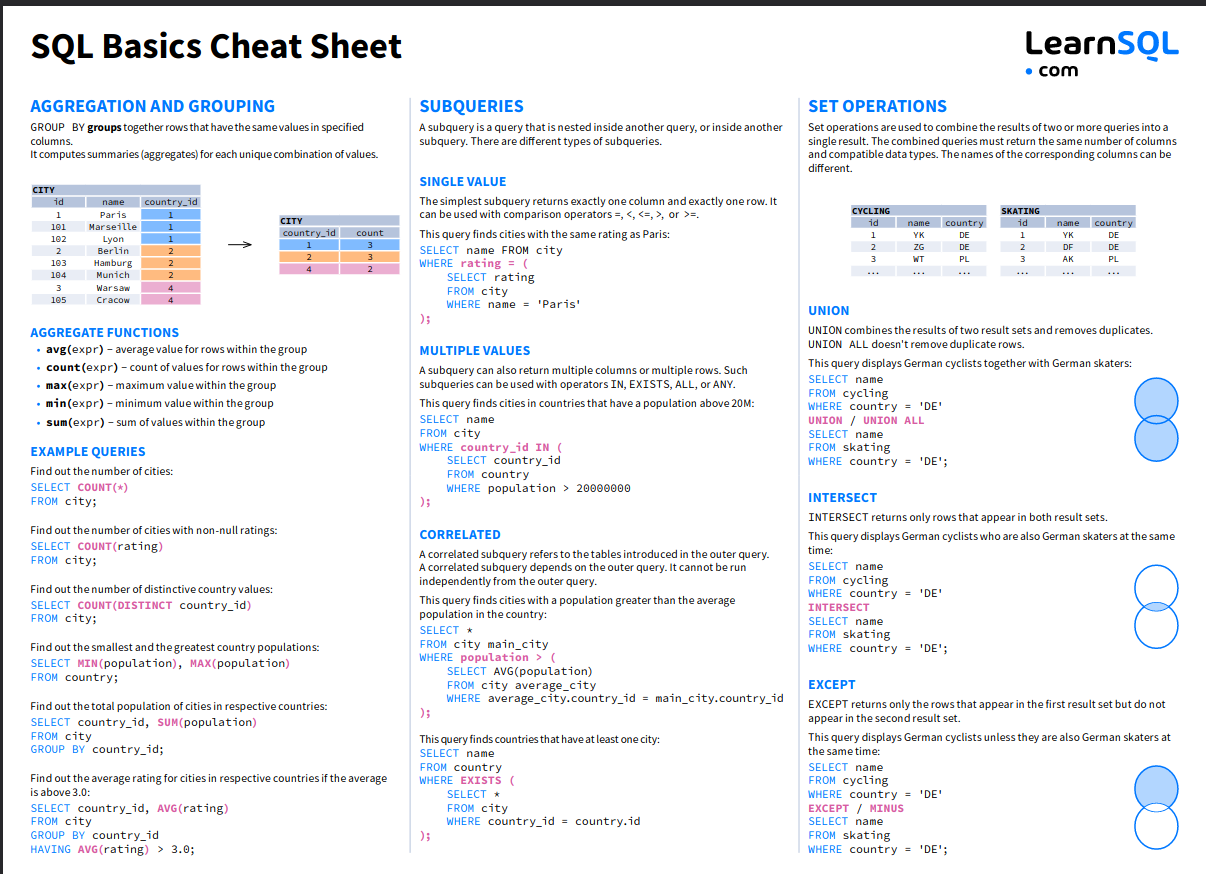 SQL Basics Cheat Sheet
LearnSQL
• com
AGGREGATION AND GROUPING
GROUP BY groups together rows that have the same values in specified
columns.
It computes summaries (aggregates) for each unique combination of values.
CITY
id name country_id
1 Paris 1
101 Marseille 1
102 Lyon 1
2 Berlin 2
103 Hamburg 2
104 Munich 2
3 Warsaw 4
105 Cracow 4
CITY
country_id count
1 3
2 3
4 2
AGGREGATE FUNCTIONS
• avg(expr) – average value for rows within the group
• count(expr) – count of values for rows within the group
• max(expr) – maximum value within the group
• min(expr) – minimum value within the group
• sum(expr) – sum of values within the group
EXAMPLE QUERIES
Find out the number of cities:
SELECT COUNT(*)
FROM city;
Find out the number of cities with non-null ratings:
SELECT COUNT(rating)
FROM city;
Find out the number of distinctive country values:
SELECT COUNT(DISTINCT country_id)
FROM city;
Find out the smallest and the greatest country populations:
SELECT MIN(population), MAX(population)
FROM country;
Find out the total population of cities in respective countries:
SELECT country_id, SUM(population)
FROM city
GROUP BY country_id;
Find out the average rating for cities in respective countries if the average
is above 3.0:
SELECT country_id, AVG(rating)
FROM city
GROUP BY country_id
HAVING AVG(rating) > 3.0;
SUBQUERIES
A subquery is a query that is nested inside another query, or inside another
subquery. There are different types of subqueries.
SINGLE VALUE
The simplest subquery returns exactly one column and exactly one row. It
can be used with comparison operators =, <, <=, >, or >=.
This query finds cities with the same rating as Paris:
SELECT name FROM city
WHERE rating = (
SELECT rating
FROM city
WHERE name = 'Paris'
);
MULTIPLE VALUES
A subquery can also return multiple columns or multiple rows. Such
subqueries can be used with operators IN, EXISTS, ALL, or ANY.
This query finds cities in countries that have a population above 20M:
SELECT name
FROM city
WHERE country_id IN (
SELECT country_id
FROM country
WHERE population > 20000000
);
CORRELATED
A correlated subquery refers to the tables introduced in the outer query.
A correlated subquery depends on the outer query. It cannot be run
independently from the outer query.
This query finds cities with a population greater than the average
population in the country:
SELECT *
FROM city main_city
WHERE population > (
SELECT AVG(population)
FROM city average_city
WHERE average_city.country_id = main_city.country_id
);
This query finds countries that have at least one city:
SELECT name
FROM country
WHERE EXISTS (
SELECT *
FROM city
WHERE country_id = country.id
);
SET OPERATIONS
Set operations are used to combine the results of two or more queries into a
single result. The combined queries must return the same number of columns
and compatible data types. The names of the corresponding columns can be
different.
CYCLING
id name country
1 YK DE
2 ZG DE
3 WT PL
... ... ...
SKATING
id name country
1 YK DE
2 DF DE
3 AK PL
... ... ...
UNION
UNION combines the results of two result sets and removes duplicates.
UNION ALL doesn't remove duplicate rows.
This query displays German cyclists together with German skaters:
SELECT name
FROM cycling
WHERE country = 'DE'
UNION / UNION ALL
SELECT name
FROM skating
WHERE country = 'DE';
INTERSECT
INTERSECT returns only rows that appear in both result sets.
This query displays German cyclists who are also German skaters at the same
time:
SELECT name
FROM cycling
WHERE country = 'DE'
INTERSECT
SELECT name
FROM skating
WHERE country = 'DE';
EXCEPT
EXCEPT returns only the rows that appear in the first result set but do not
appear in the second result set.
This query displays German cyclists unless they are also German skaters at
the same time:
SELECT name
FROM cycling
WHERE country = 'DE'
EXCEPT / MINUS
SELECT name
FROM skating
WHERE country = 'DE';